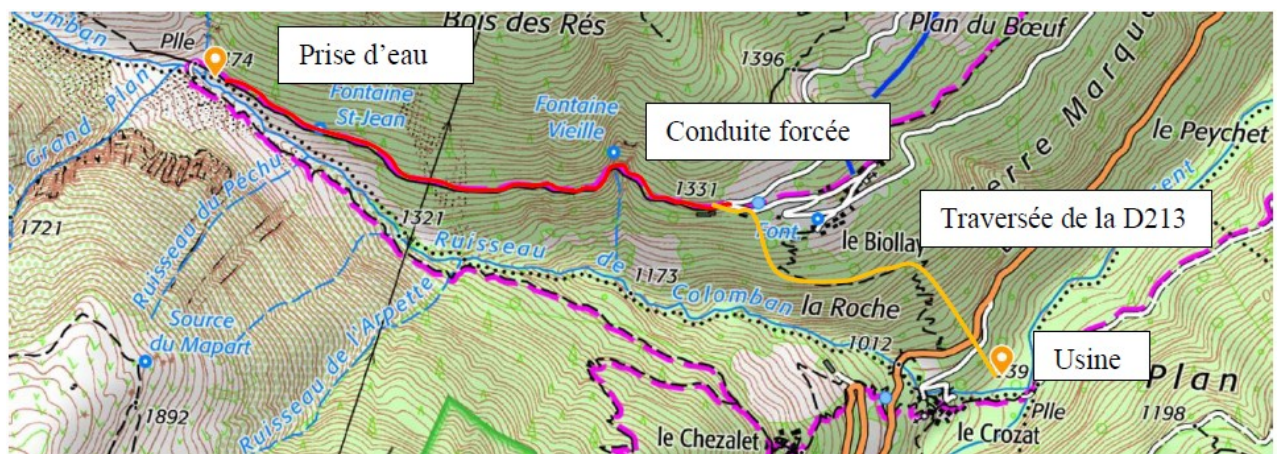 Colomban
Plle
174
Prise d'eau
Bois des Rés
Plan du Bœuf
1396
Grand Plan
Fontaine
St-Jean
Fontaine
Vieille
Conduite forcée
le Peychet
Ruisseau du Péchu
1721
1321
1331
Font
le Biollay
Traversée de la D213
Ruisseau
de
Colomban
1173
la Roche
Source
du Mapart
Ruisseau de l'Arpette
1012
Usine
39
Plan
1892
Plle
1198
le Chezalet
le Crozat